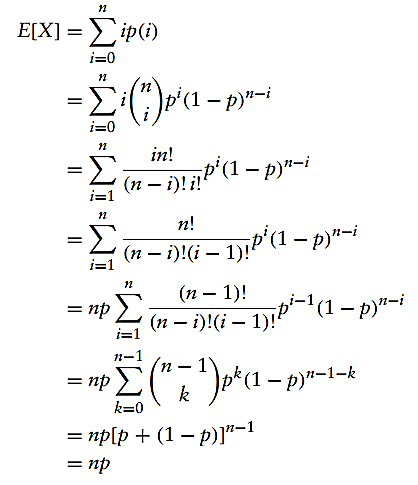 E[X] = \sum_{i=0}^{n} ip(i)
= \sum_{i=0}^{n} i \binom{n}{i} p^i (1 - p)^{n-i}
= \sum_{i=1}^{n} \frac{in!}{(n - i)! i!} p^i (1 - p)^{n-i}
= \sum_{i=1}^{n} \frac{n!}{(n - i)!(i - 1)!} p^i (1 - p)^{n-i}
= np \sum_{i=1}^{n} \frac{(n - 1)!}{(n - i)!(i - 1)!} p^{i-1} (1 - p)^{n-i}
= np \sum_{k=0}^{n-1} \binom{n - 1}{k} p^k (1 - p)^{n-1-k}
= np[p + (1 - p)]^{n-1}
= np